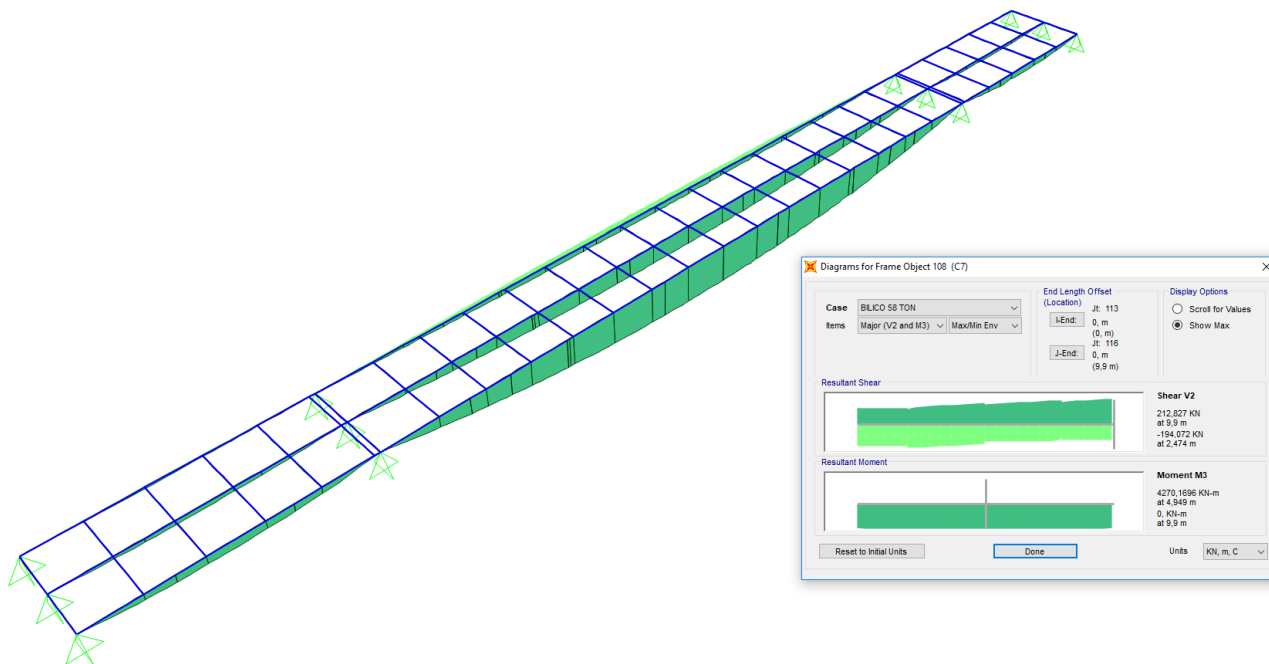 Diagrams for Frame Object 108 (C7)
Case
BILICO 58 TON
Items
Major (V2 and M3)
Max/Min Env
End Length Offset
(Location)
I-End:
Jt: 113
0, m
(0, m)
J-End:
Jt: 116
0, m
(9,9 m)
Display Options
Scroll for Values
Show Max
Resultant Shear
Shear V2
212,827 KN
at 9,9 m
-194,072 KN
at 2,474 m
Resultant Moment
Moment M3
4270,1696 KN-m
at 4,949 m
0, KN-m
at 9,9 m
Reset to Initial Units
Done
Units
KN, m, C